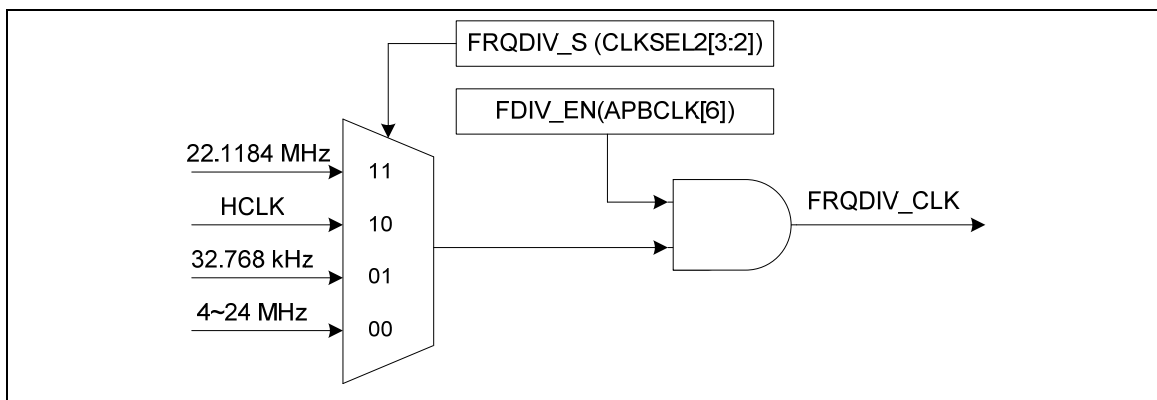 FRQDIV_S (CLKSEL2[3:2])
FDIV_EN(APBCLK[6])
22.1184 MHz
11
HCLK
10
32.768 kHz
01
4~24 MHz
00
FRQDIV_CLK